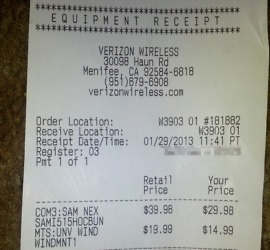 ************************
EQUIPMENT RECEIPT
************************
VERIZON WIRELESS
30098 Haun Rd
Menifee, CA 92584-6818
(951)679-6908
verizonwireless.com
Order Location: W3903 01 #181882
Receive Location: W3903 01
Receipt Date/Time: 01/29/2013 11:41 PT
Register: 03
Pmt 1 of 1
Retail Your
Price Price
COM3:SAM NEX $39.98 $29.98
SAMI515HDCBUN
MTS:UNV WIND $19.99 $14.99
WINDMNT1